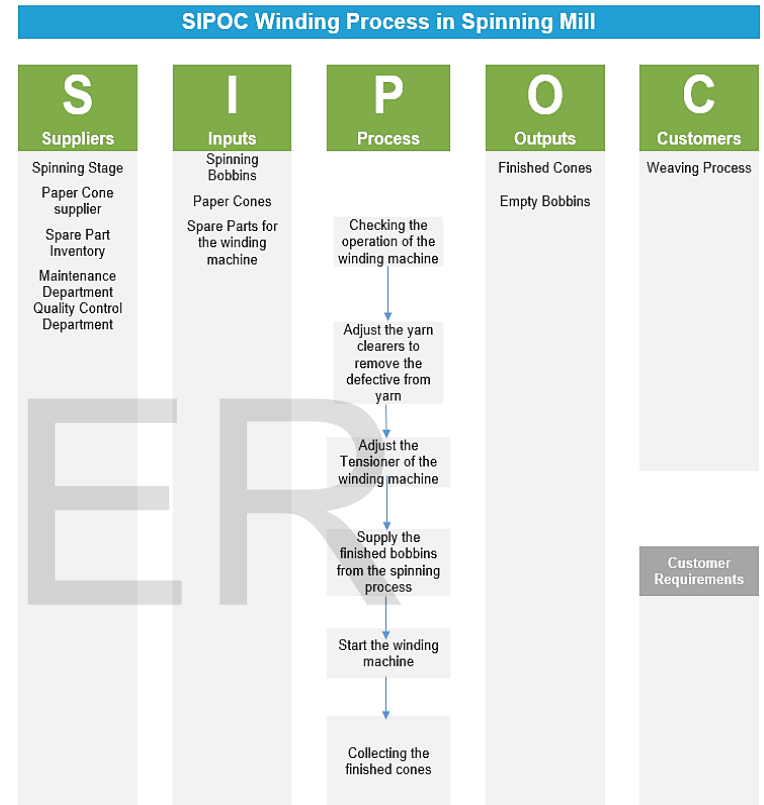 SIPOC Winding Process in Spinning Mill
S
Suppliers
Spinning Stage
Paper Cone
supplier
Spare Part
Inventory
Maintenance
Department
Quality Control
Department
I
Inputs
Spinning
Bobbins
Paper Cones
Spare Parts for
the winding
machine
P
Process
Checking the
operation of the
winding machine
Adjust the yarn
clearers to
remove the
defective from
yarn
Adjust the
Tensioner of the
winding machine
Supply the
finished bobbins
from the spinning
process
Start the winding
machine
Collecting the
finished cones
O
Outputs
Finished Cones
Empty Bobbins
C
Customers
Weaving Process
Customer
Requirements
ER